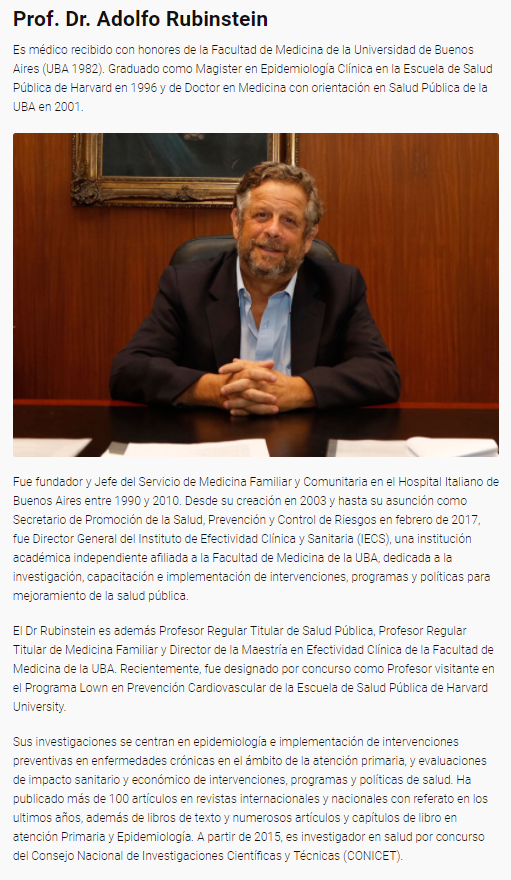 Prof. Dr. Adolfo Rubinstein
Es médico recibido con honores de la Facultad de Medicina de la Universidad de Buenos
Aires (UBA 1982). Graduado como Magister en Epidemiología Clínica en la Escuela de Salud
Pública de Harvard en 1996 y de Doctor en Medicina con orientación en Salud Pública de la
UBA en 2001.
Fue fundador y Jefe del Servicio de Medicina Familiar y Comunitaria en el Hospital Italiano de
Buenos Aires entre 1990 y 2010. Desde su creación en 2003 y hasta su asunción como
Secretario de Promoción de la Salud, Prevención y Control de Riesgos en febrero de 2017,
fue Director General del Instituto de Efectividad Clínica y Sanitaria (IECS), una institución
académica independiente afiliada a la Facultad de Medicina de la UBA, dedicada a la
investigación, capacitación e implementación de intervenciones, programas y políticas para
mejoramiento de la salud pública.
El Dr Rubinstein es además Profesor Regular Titular de Salud Pública, Profesor Regular
Titular de Medicina Familiar y Director de la Maestría en Efectividad Clínica de la Facultad de
Medicina de la UBA. Recientemente, fue designado por concurso como Profesor visitante en
el Programa Lown en Prevención Cardiovascular de la Escuela de Salud Pública de Harvard
University.
Sus investigaciones se centran en epidemiología e implementación de intervenciones
preventivas en enfermedades crónicas en el ámbito de la atención primaria, y evaluaciones
de impacto sanitario y económico de intervenciones, programas y políticas de salud. Ha
publicado más de 100 artículos en revistas internacionales y nacionales con referato en los
ultimos años, además de libros de texto y numerosos artículos y capítulos de libro en
atención Primaria y Epidemiología. A partir de 2015, es investigador en salud por concurso
del Consejo Nacional de Investigaciones Científicas y Técnicas (CONICET).